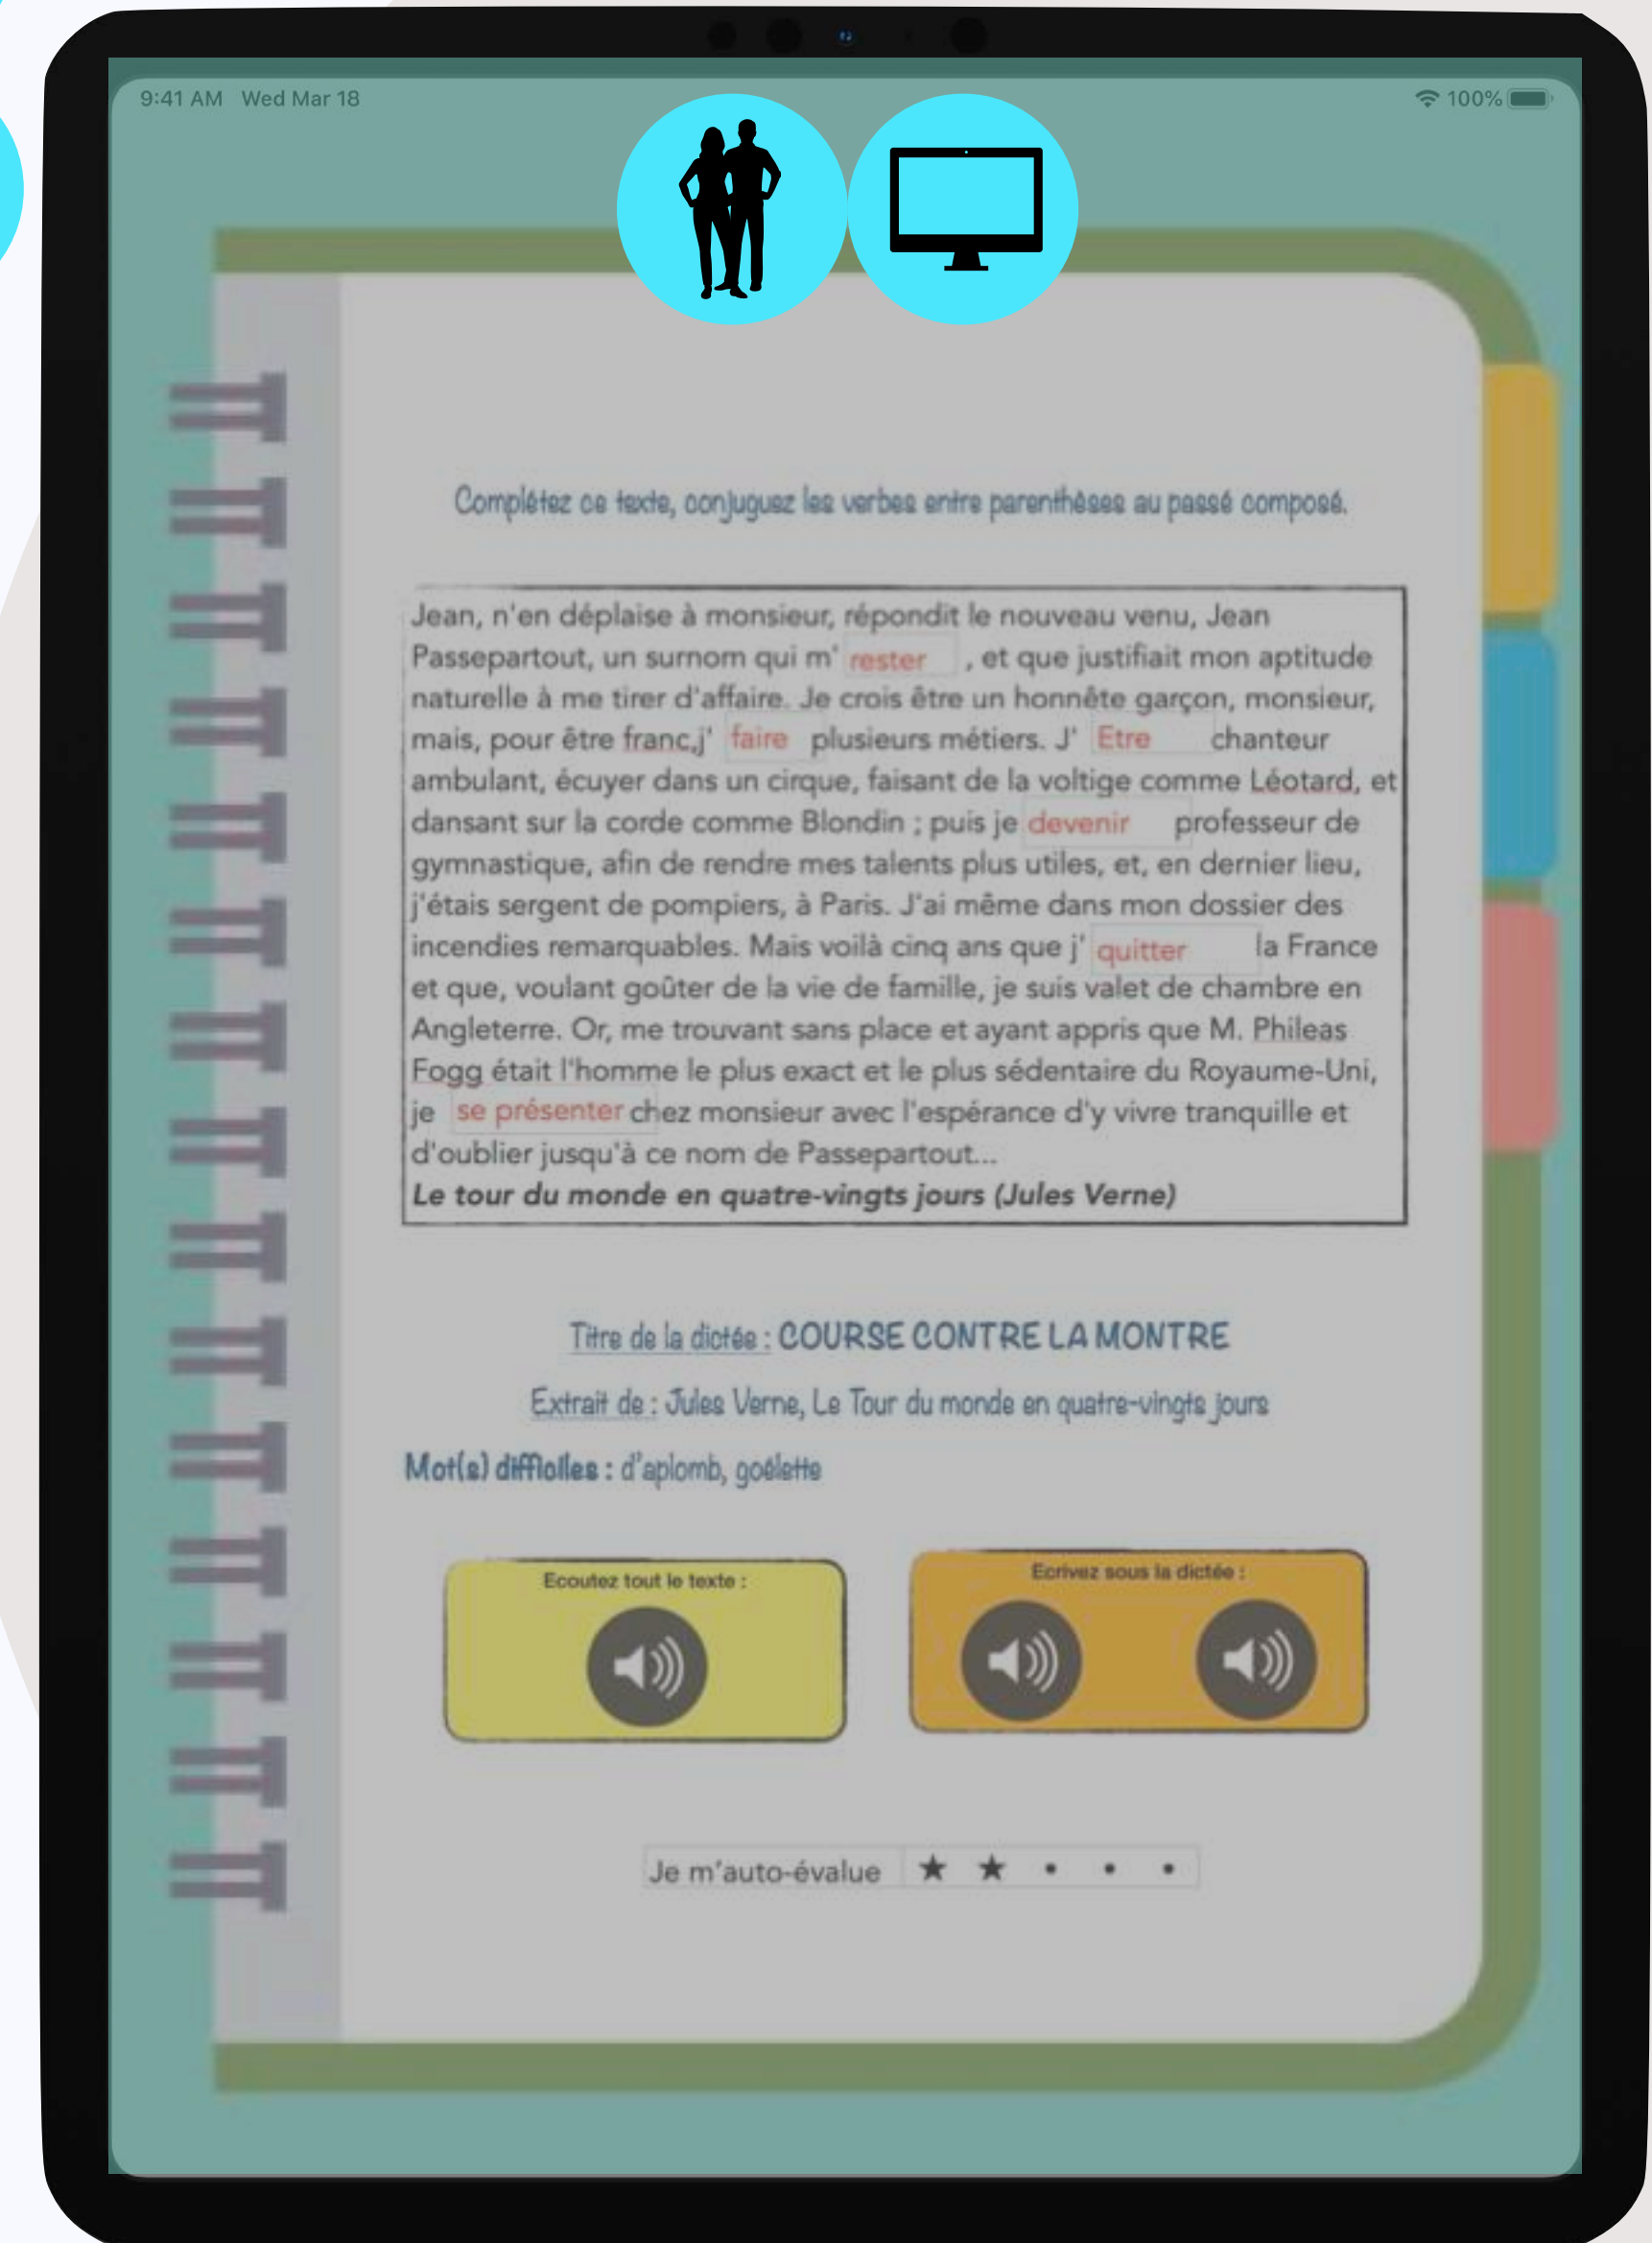 9:41 AM Wed Mar 18
100%
Complétez ce texte, conjuguez les verbes entre parenthèses au passé composé.
Jean, n'en déplaise à monsieur, répondit le nouveau venu, Jean
Passepartout, un surnom qui m' rester , et que justifiait mon aptitude
naturelle à me tirer d'affaire. Je crois être un honnête garçon, monsieur,
mais, pour être franc,j' faire plusieurs métiers. J' Etre chanteur
ambulant, écuyer dans un cirque, faisant de la voltige comme Léotard, et
dansant sur la corde comme Blondin ; puis je devenir professeur de
gymnastique, afin de rendre mes talents plus utiles, et, en dernier lieu,
j'étais sergent de pompiers, à Paris. J'ai même dans mon dossier des
incendies remarquables. Mais voilà cinq ans que j' quitter la France
et que, voulant goûter de la vie de famille, je suis valet de chambre en
Angleterre. Or, me trouvant sans place et ayant appris que M. Phileas
Fogg était l'homme le plus exact et le plus sédentaire du Royaume-Uni,
je se présenter chez monsieur avec l'espérance d'y vivre tranquille et
d'oublier jusqu'à ce nom de Passepartout...
Le tour du monde en quatre-vingts jours (Jules Verne)
Titre de la dictée : COURSE CONTRE LA MONTRE
Extrait de : Jules Verne, Le Tour du monde en quatre-vingts jours
Mot(s) difficiles : d'aplomb, goélette
Ecoutez tout le texte :
Ecrivez sous la dictée :
Je m'auto-évalue ★ ★ • • •